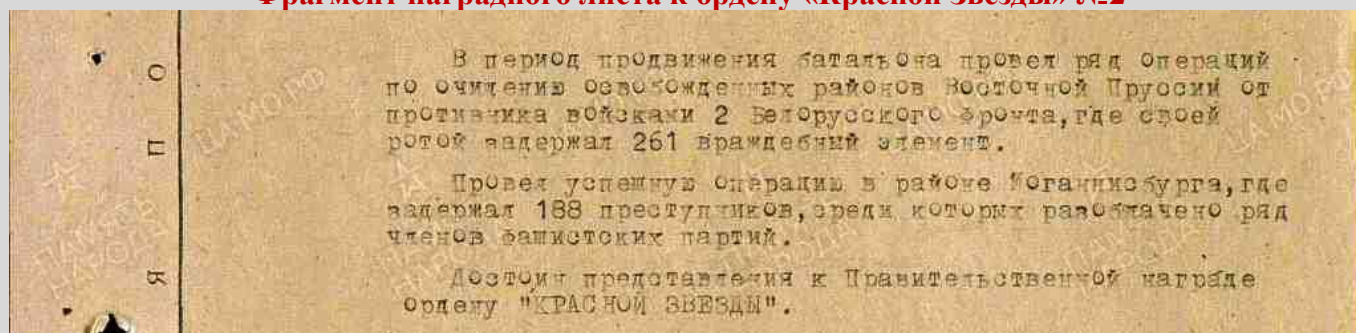 Фрагмент наградного листа к ордену «Красной Звезды» №2
В период продвижения батальона провел ряд операций
по очищению освобожденных районов Восточной Пруссии от
противника войсками 2 Белорусского фронта, где своей
ротой задержал 261 враждебный элемент.
Провел успешную операцию в районе Иоганнисбурга, где
задержал 188 преступников, среди которых разоблачено ряд
членов фашистских партий.
Достоин представления к Правительственной награде
Ордену "КРАСНОЙ ЗВЕЗДЫ".
О
П
И
Я